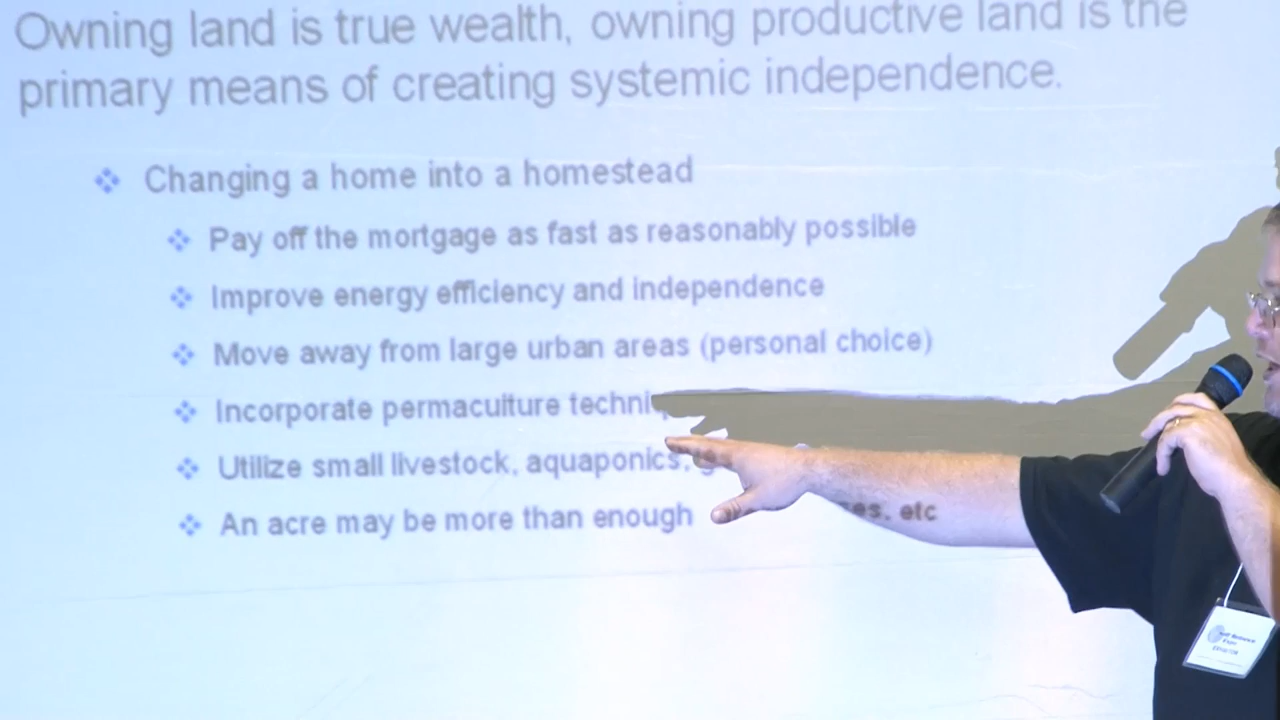 Owning land is true wealth, owning productive land is the
primary means of creating systemic independence.
Changing a home into a homestead
Pay off the mortgage as fast as reasonably possible
Improve energy efficiency and independence
Move away from large urban areas (personal choice)
Incorporate permaculture
Utilize small livestock, aquaponics,
An acre may be more than enough
etc